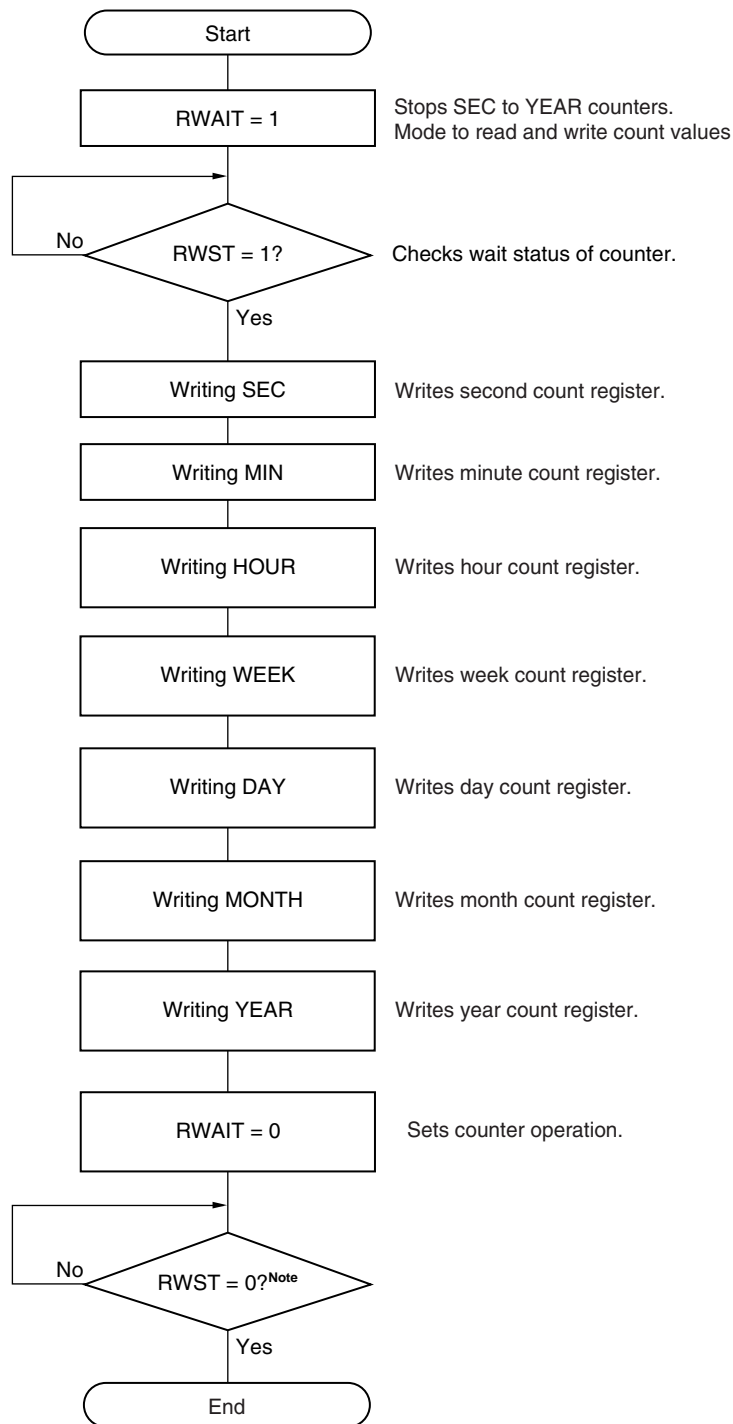 Start
RWAIT = 1
Stops SEC to YEAR counters.
Mode to read and write count values
No
RWST = 1?
Checks wait status of counter.
Yes
Writing SEC
Writes second count register.
Writing MIN
Writes minute count register.
Writing HOUR
Writes hour count register.
Writing WEEK
Writes week count register.
Writing DAY
Writes day count register.
Writing MONTH
Writes month count register.
Writing YEAR
Writes year count register.
RWAIT = 0
Sets counter operation.
No
RWST = 0?Note
Yes
End